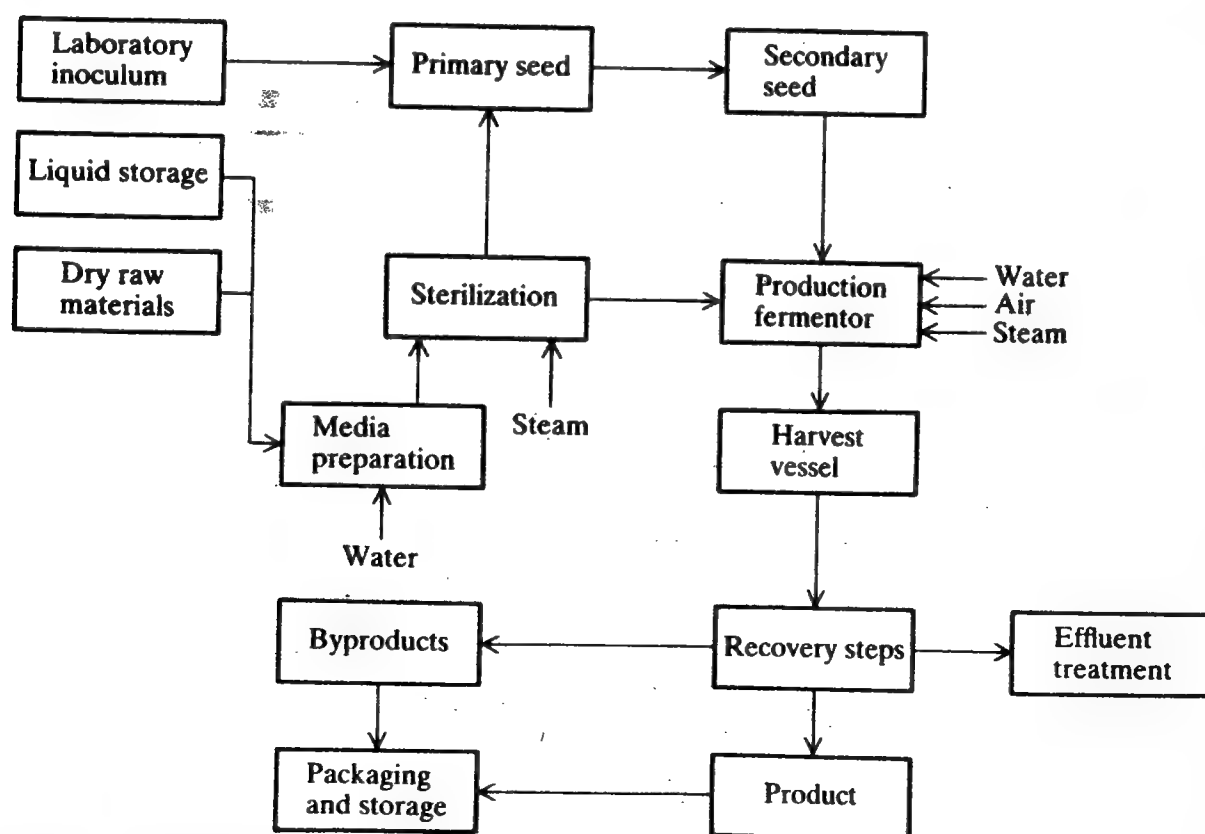 Laboratory
inoculum
Primary seed
Secondary
seed
Liquid storage
Dry raw
materials
Sterilization
Production
fermentor
Water
Air
Steam
Media
preparation
Steam
Harvest
vessel
Water
Byproducts
Recovery steps
Effluent
treatment
Packaging
and storage
Product